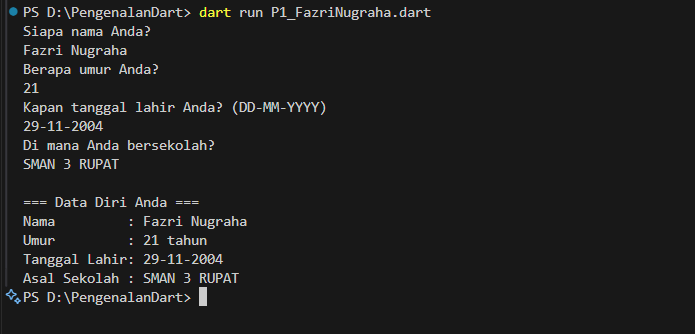 PS D:\PengenalanDart> dart run P1_FazriNugraha.dart
Siapa nama Anda?
Fazri Nugraha
Berapa umur Anda?
21
Kapan tanggal lahir Anda? (DD-MM-YYYY)
29-11-2004
Di mana Anda bersekolah?
SMAN 3 RUPAT

=== Data Diri Anda ===
Nama         : Fazri Nugraha
Umur         : 21 tahun
Tanggal Lahir: 29-11-2004
Asal Sekolah : SMAN 3 RUPAT
PS D:\PengenalanDart>